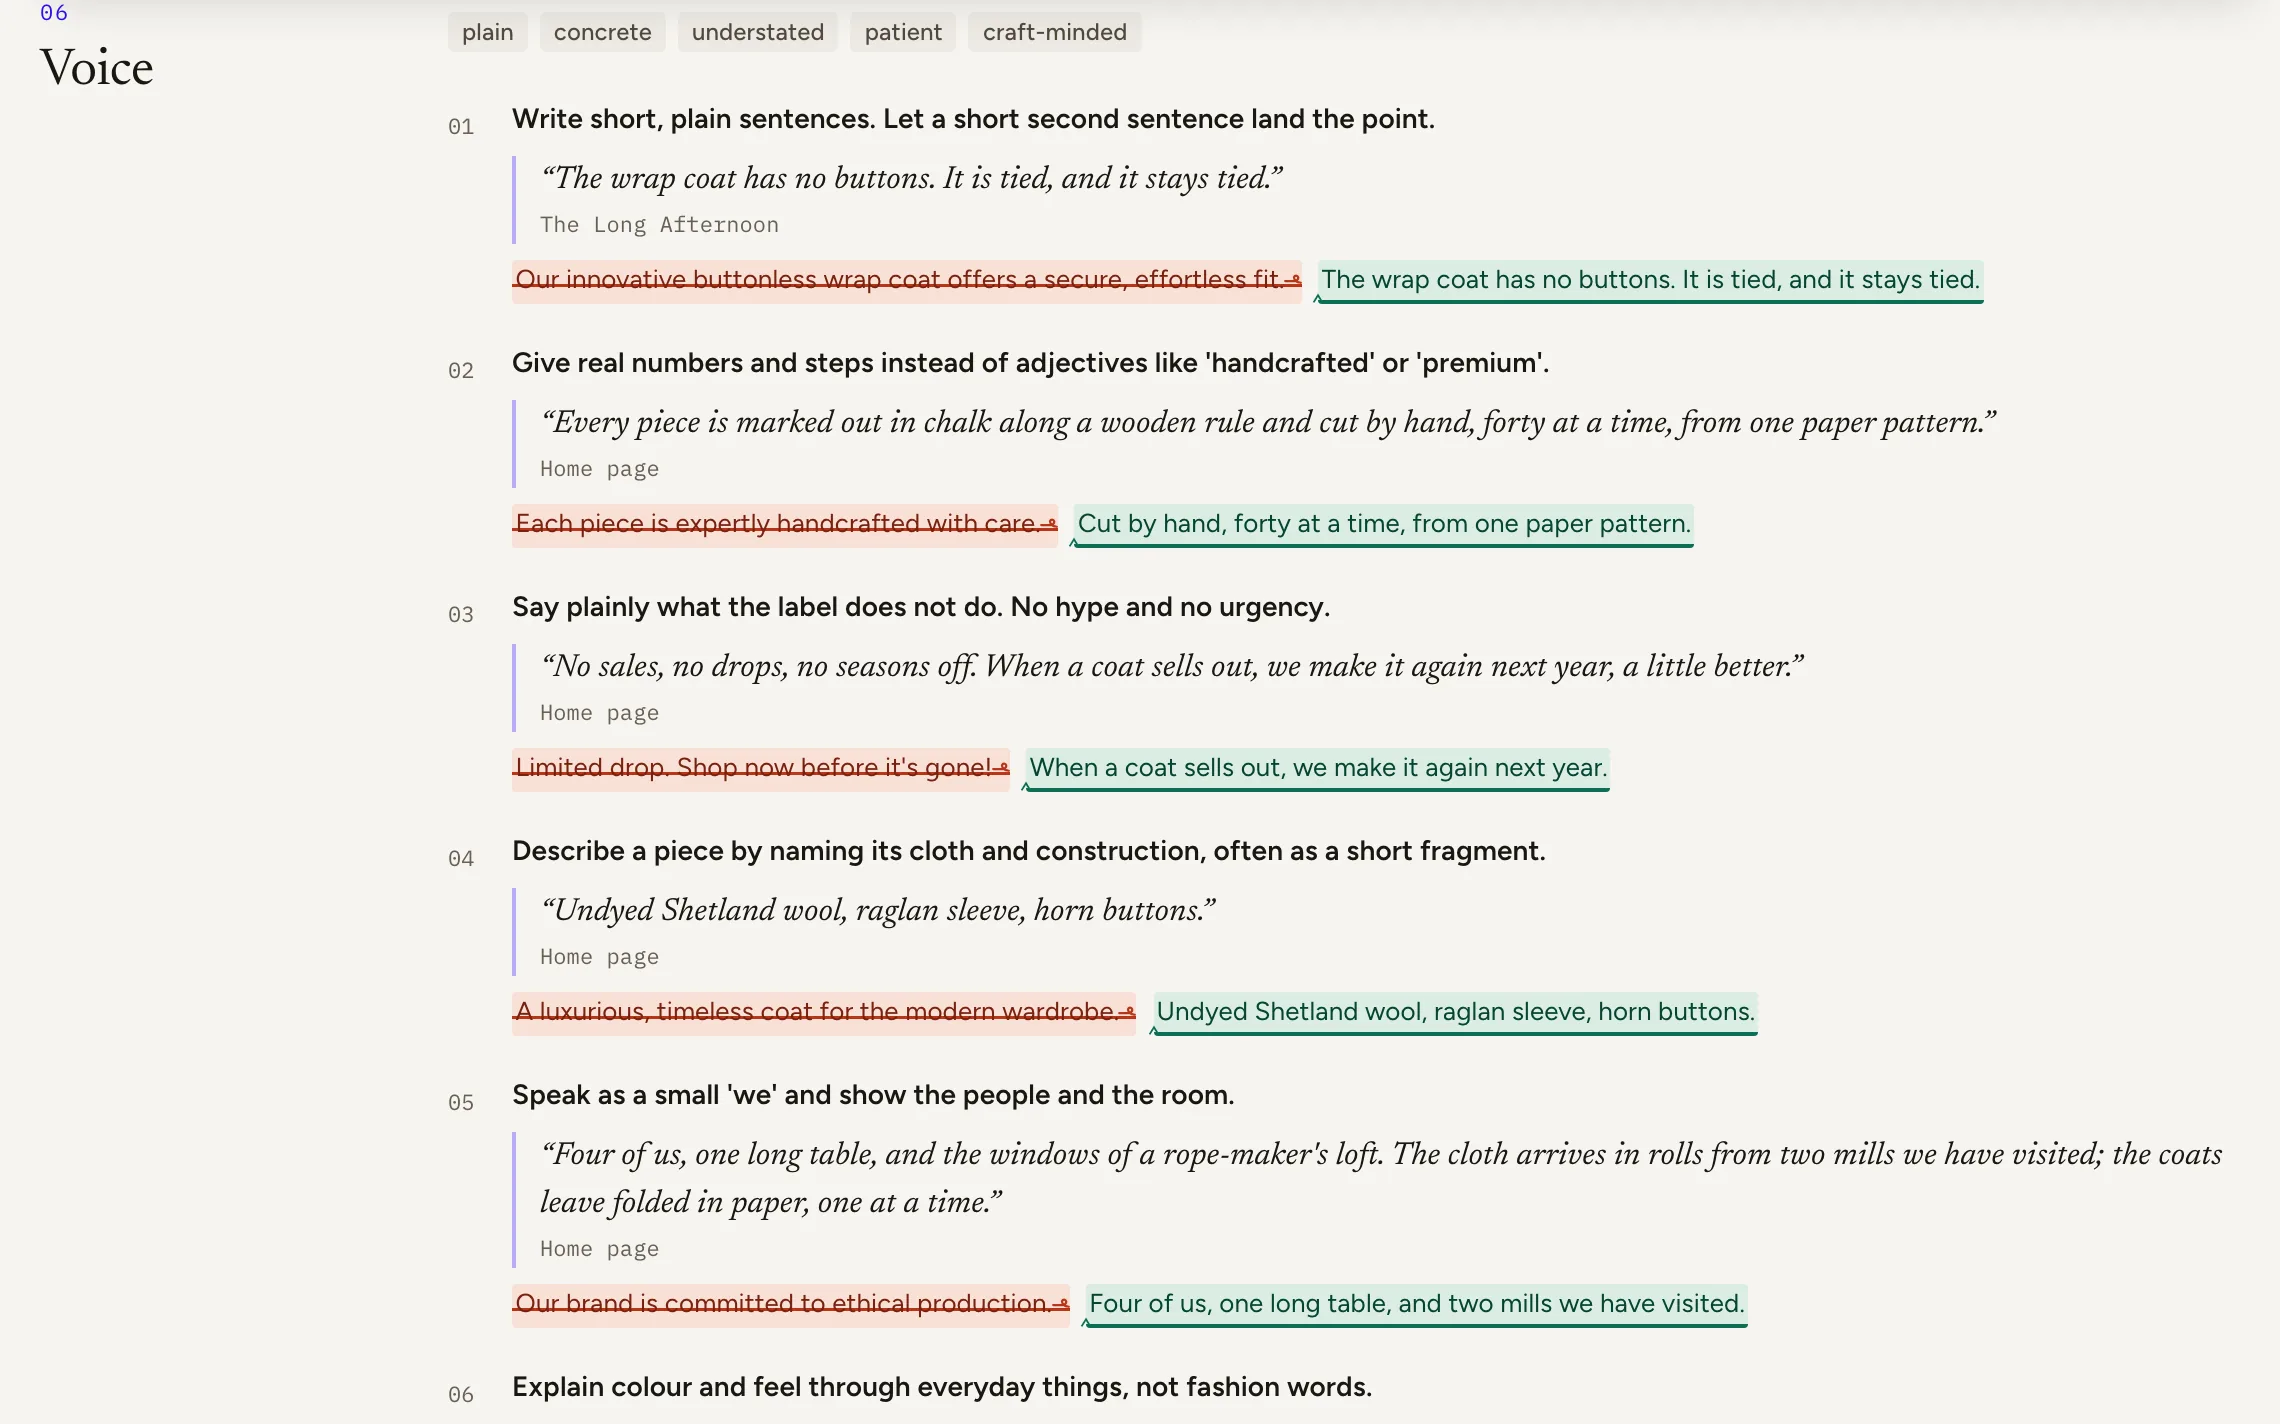 06
Voice
plain concrete understated patient craft-minded
01 Write short, plain sentences. Let a short second sentence land the point.
“The wrap coat has no buttons. It is tied, and it stays tied.”
The Long Afternoon
Our innovative buttonless wrap coat offers a secure, effortless fit. The wrap coat has no buttons. It is tied, and it stays tied.
02 Give real numbers and steps instead of adjectives like 'handcrafted' or 'premium'.
“Every piece is marked out in chalk along a wooden rule and cut by hand, forty at a time, from one paper pattern.”
Home page
Each piece is expertly handcrafted with care. Cut by hand, forty at a time, from one paper pattern.
03 Say plainly what the label does not do. No hype and no urgency.
“No sales, no drops, no seasons off. When a coat sells out, we make it again next year, a little better.”
Home page
Limited drop. Shop now before it's gone! When a coat sells out, we make it again next year.
04 Describe a piece by naming its cloth and construction, often as a short fragment.
“Undyed Shetland wool, raglan sleeve, horn buttons.”
Home page
A luxurious, timeless coat for the modern wardrobe. Undyed Shetland wool, raglan sleeve, horn buttons.
05 Speak as a small 'we' and show the people and the room.
“Four of us, one long table, and the windows of a rope-maker's loft. The cloth arrives in rolls from two mills we have visited; the coats
leave folded in paper, one at a time.”
Home page
Our brand is committed to ethical production. Four of us, one long table, and two mills we have visited.
06 Explain colour and feel through everyday things, not fashion words.